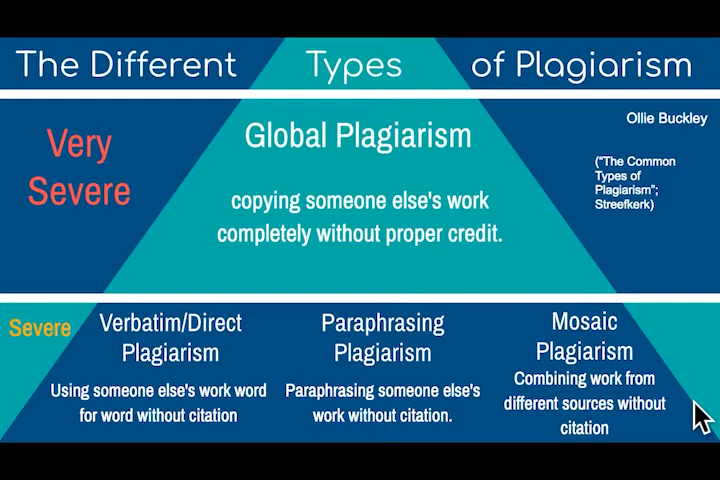 The Different Types of Plagiarism
Very
Severe
Global Plagiarism
copying someone else's work
completely without proper credit.
Ollie Buckley
("The Common
Types of
Plagiarism";
Streefkerk)
Severe
Verbatim/Direct
Plagiarism
Using someone else's work word
for word without citation
Paraphrasing
Plagiarism
Paraphrasing someone else's
work without citation.
Mosaic
Plagiarism
Combining work from
different sources without
citation